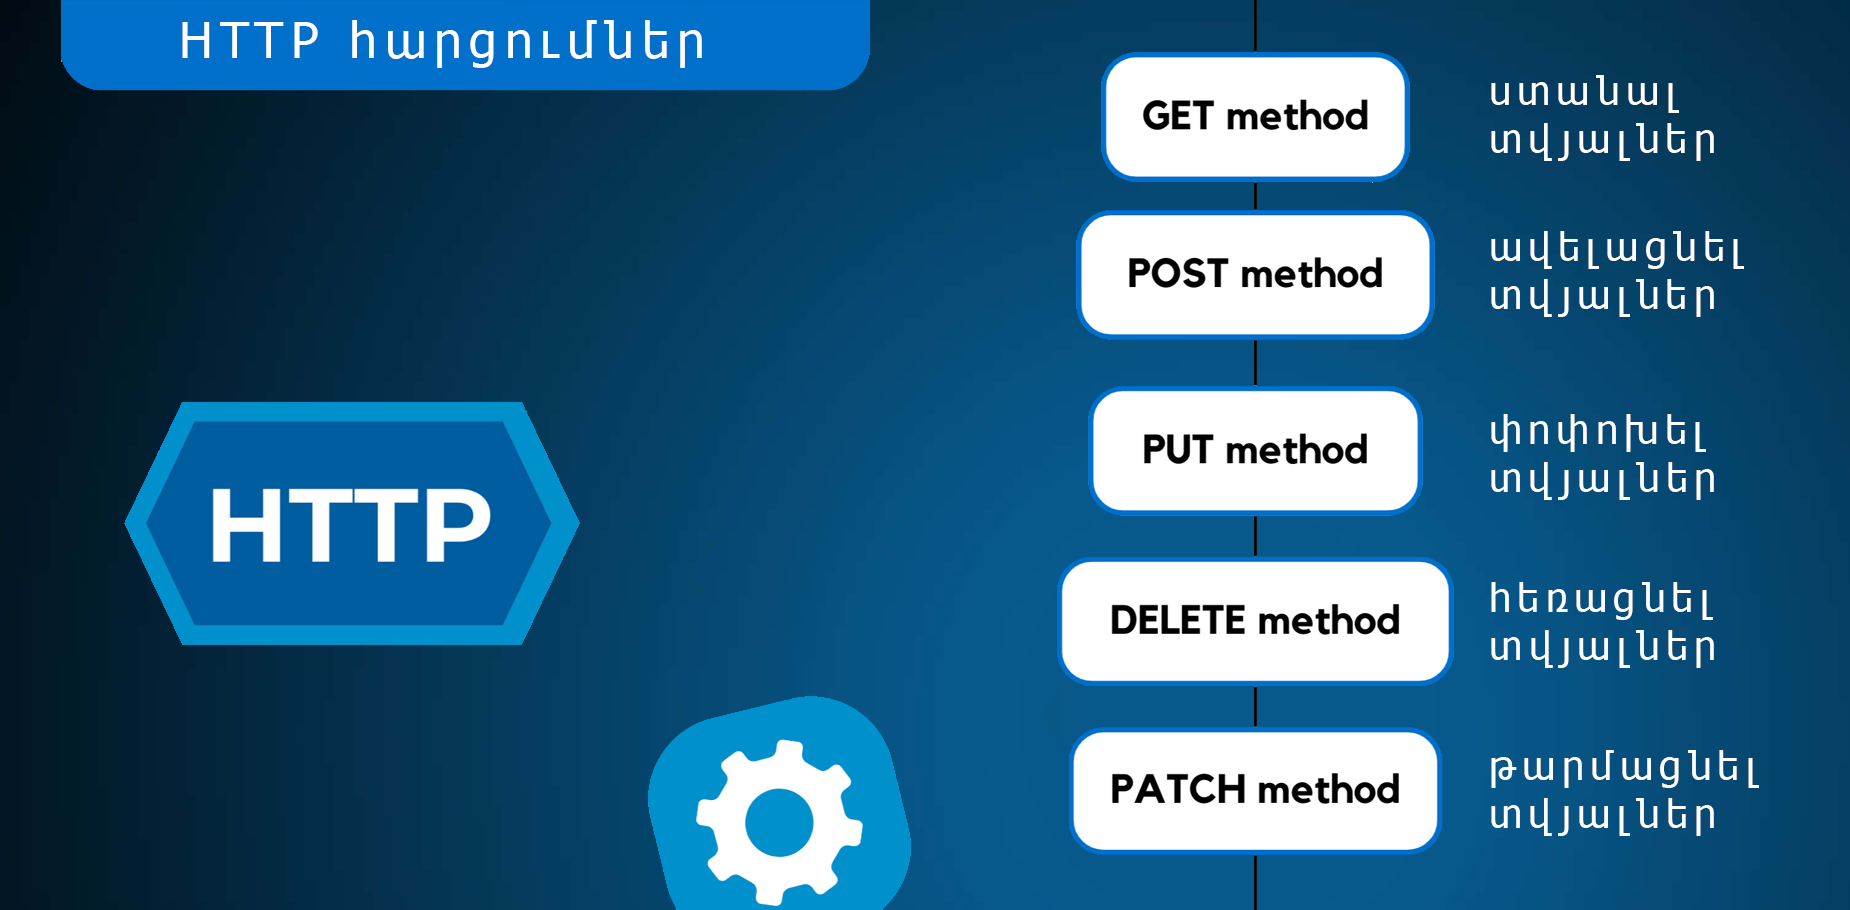 HTTP հարցումներ
GET method
ստանալ
տվյալներ
POST method
ավելացնել
տվյալներ
HTTP
PUT method
փոփոխել
տվյալներ
DELETE method
հեռացնել
տվյալներ
PATCH method
թարմացնել
տվյալներ